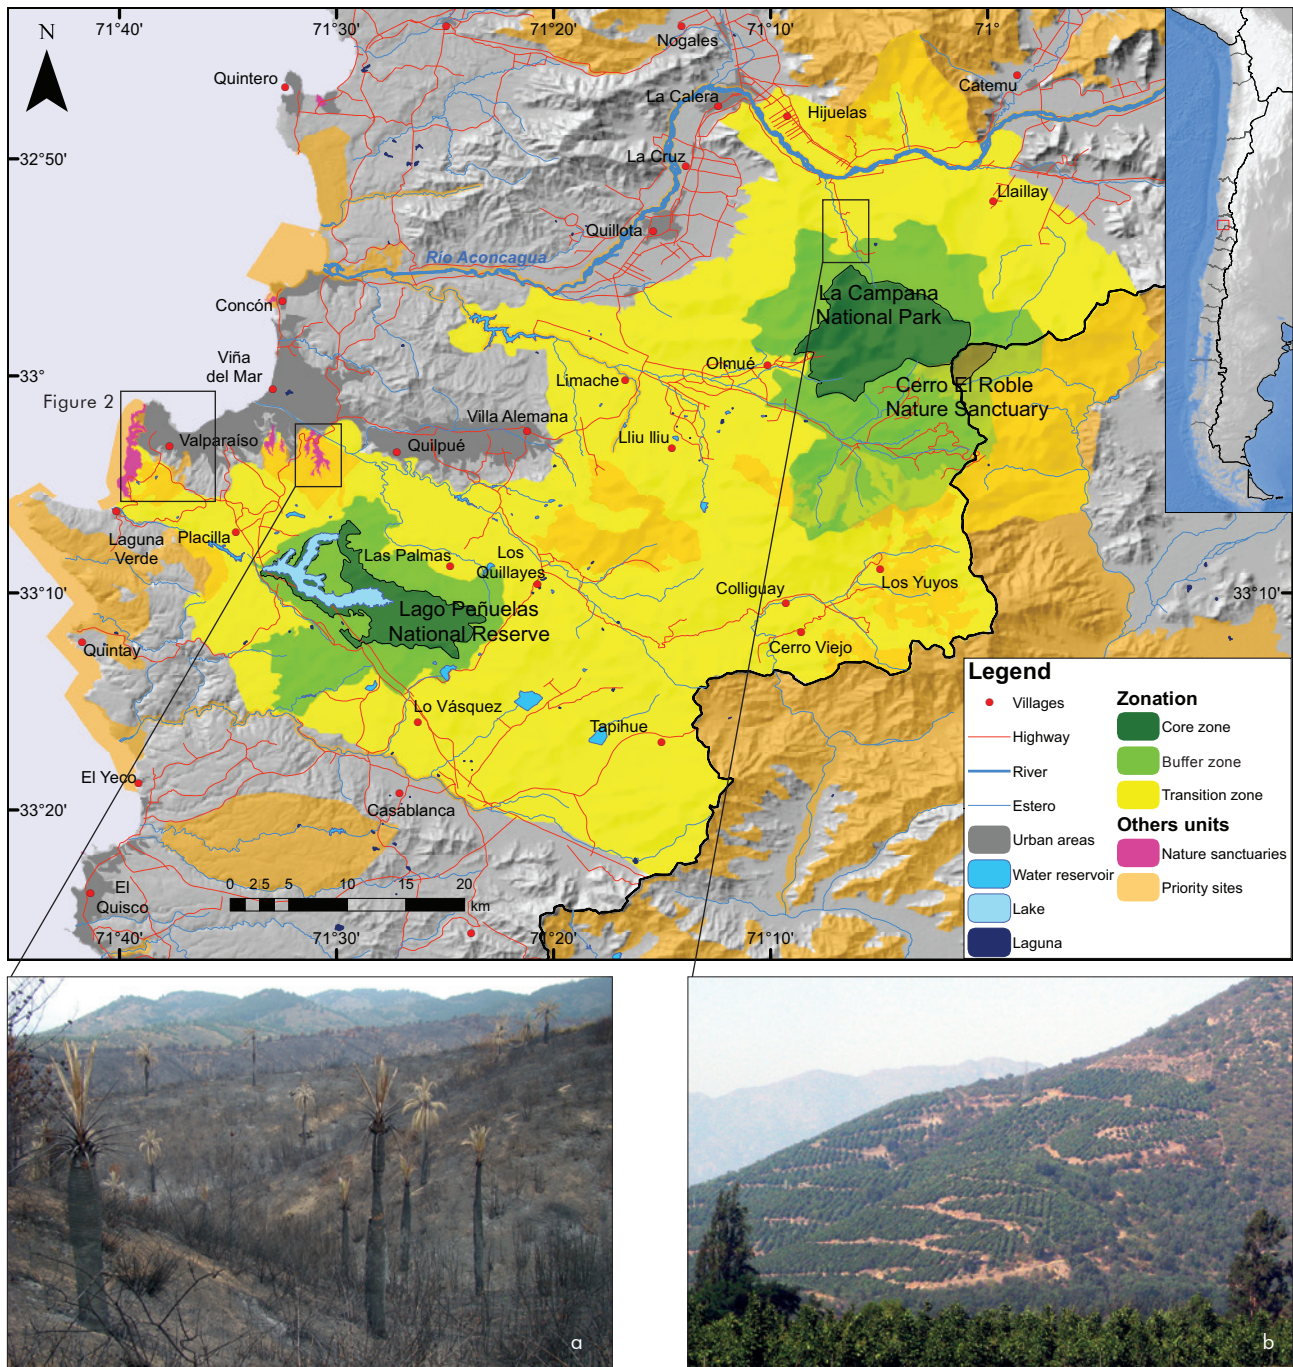 71°40'
71°30'
71°20'
71°10'
71°
N
Nogales
Quintero
Catemu
La Calera
Hijuelas
32°50'
La Cruz
Llaillay
Quillota
Río Aconcagua
La Campana
National Park
Concón
Viña
del Mar
Olmué
33°
Limache
Cerro El Roble
Nature Sanctuary
Figure 2
Villa Alemana
Valparaíso
Quilpué
Lliu lliu
Laguna
Verde
Placilla
Las Palmas
Los
Quillayes
Los Yuyos
Colliguay
33°10'
33°10'
Lago Peñuelas
National Reserve
Quintay
Cerro Viejo
Lo Vásquez
Tapihue
El Yeco
33°20'
Casablanca
El
Quisco
0 2.5 5 10 15 20
km
71°40'
71°30'
71°20'
71°10'
Legend
Villages
Highway
River
Estero
Urban areas
Water reservoir
Lake
Laguna
Zonation
Core zone
Buffer zone
Transition zone
Others units
Nature sanctuaries
Priority sites
a
b